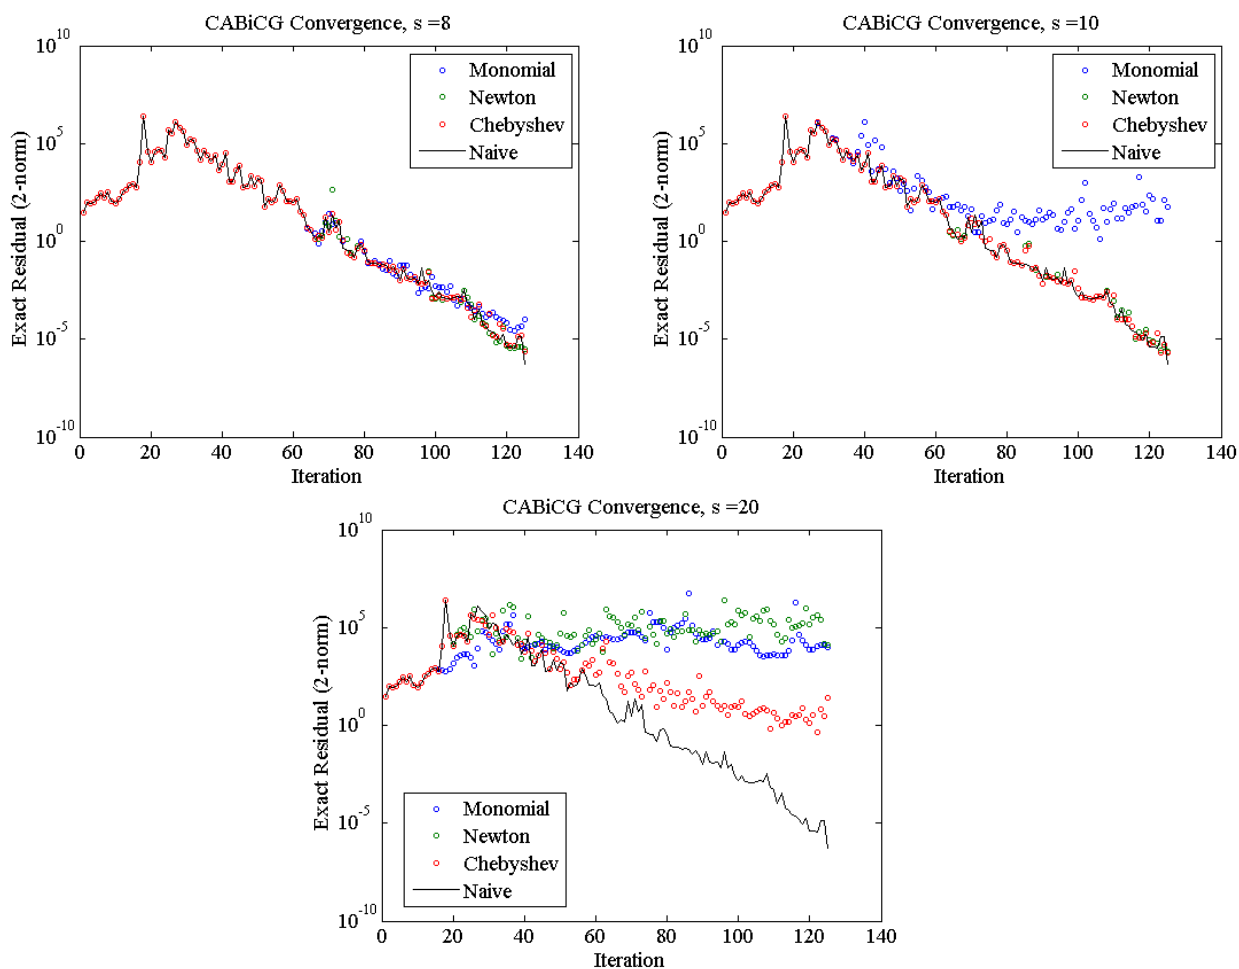 CABiCG Convergence, s =8
10^10
10^5
10^0
10^-5
10^-10
Exact Residual (2-norm)
Monomial
Newton
Chebyshev
Naive
0 20 40 60 80 100 120 140
Iteration
CABiCG Convergence, s =10
10^10
10^5
10^0
10^-5
10^-10
Exact Residual (2-norm)
Monomial
Newton
Chebyshev
Naive
0 20 40 60 80 100 120 140
Iteration
CABiCG Convergence, s =20
10^10
10^5
10^0
10^-5
10^-10
Exact Residual (2-norm)
Monomial
Newton
Chebyshev
Naive
0 20 40 60 80 100 120 140
Iteration